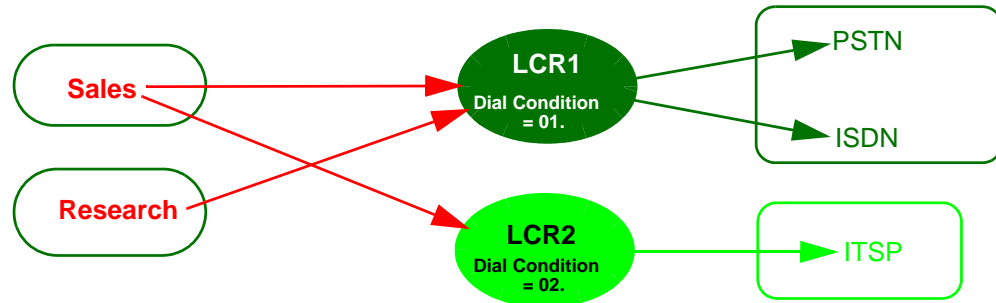 Sales
Research
LCR1
Dial Condition
= 01.
LCR2
Dial Condition
= 02.
PSTN
ISDN
ITSP